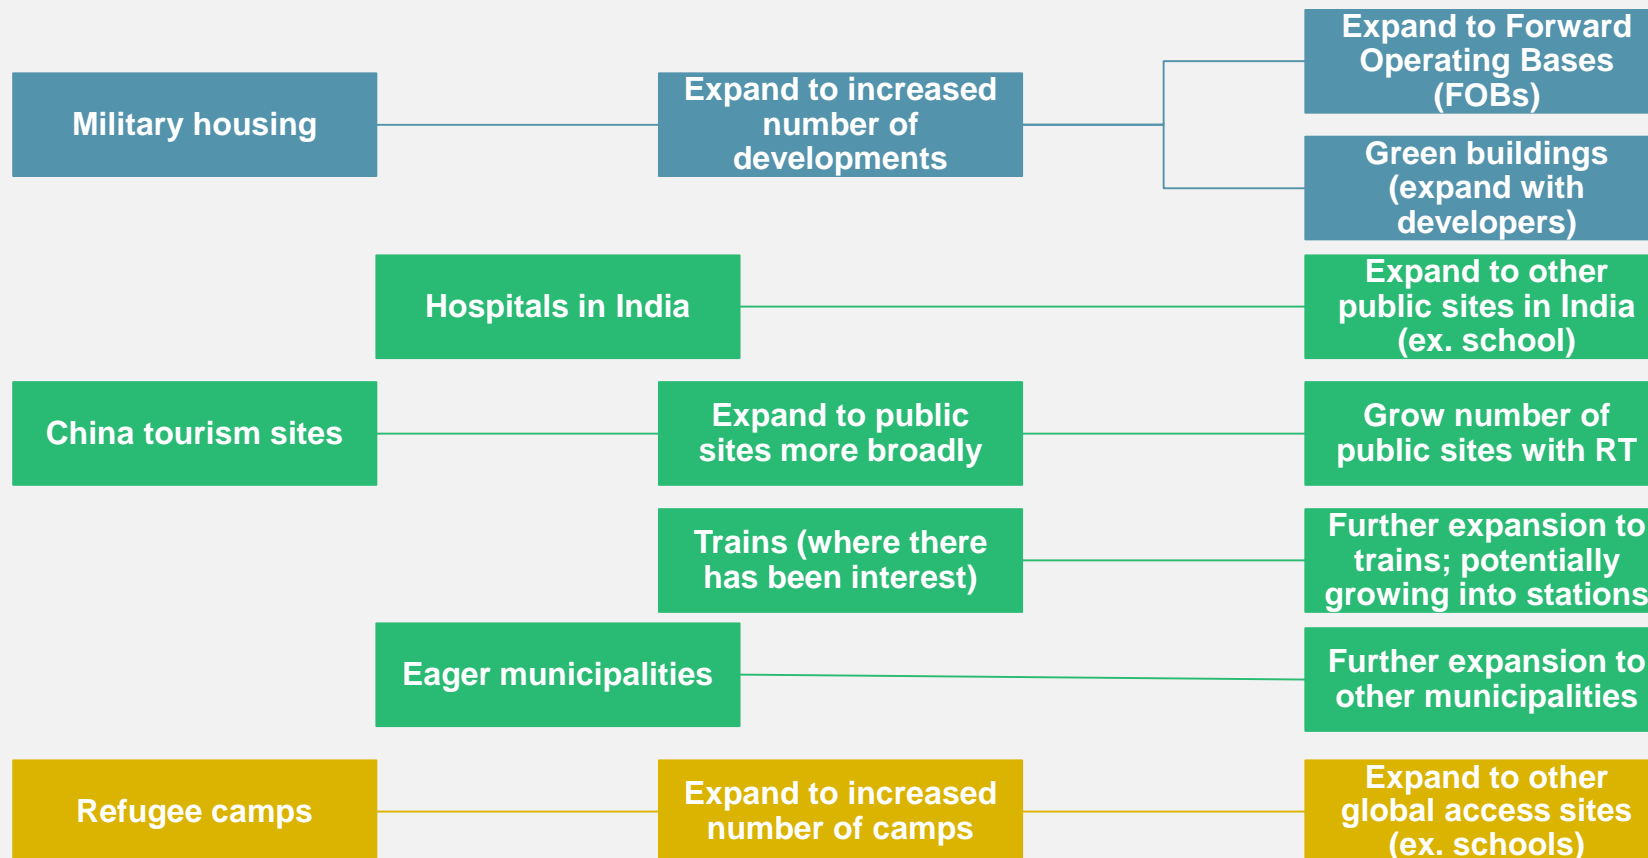 Military housing
Expand to increased
number of
developments
Expand to Forward
Operating Bases
(FOBs)
Green buildings
(expand with
developers)
Hospitals in India
Expand to other
public sites in India
(ex. school)
China tourism sites
Expand to public
sites more broadly
Grow number of
public sites with RT
Trains (where there
has been interest)
Further expansion to
trains; potentially
growing into stations
Eager municipalities
Further expansion to
other municipalities
Refugee camps
Expand to increased
number of camps
Expand to other
global access sites
(ex. schools)